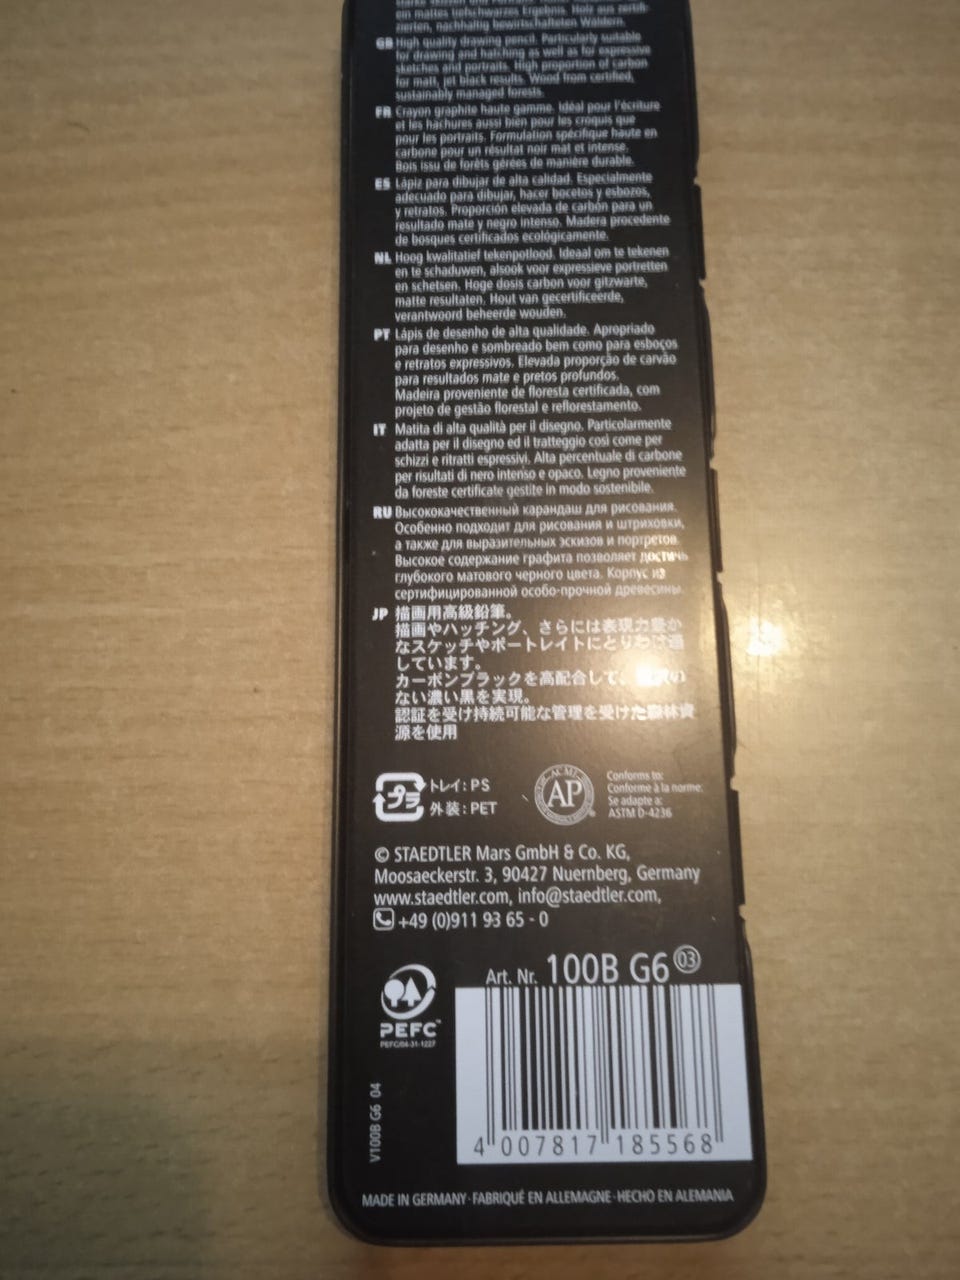 ein mattes tiefschwarzes Ergebnis. Holz aus zertifi-
zierten, nachhaltig bewirtschafteten Wäldern.
GB High quality drawing pencil. Particularly suitable
for drawing and hatching as well as for expressive
sketches and portraits. High proportion of carbon
for matt, jet black results. Wood from certified,
sustainably managed forests.
FR Crayon graphite haute gamme. Idéal pour l'écriture
et les hachures aussi bien pour les croquis que
pour les portraits. Formulation spécifique haute en
carbone pour un résultat noir mat et intense.
Bois issu de forêts gérées de manière durable.
ES Lápiz para dibujar de alta calidad. Especialmente
adecuado para dibujar, hacer bocetos y esbozos,
y retratos. Proporción elevada de carbón para un
resultado mate y negro intenso. Madera procedente
de bosques certificados ecológicamente.
NL Hoog kwalitatief tekenpotlood. Ideaal om te tekenen
en te schaduwen, alsook voor expressieve portretten
en schetsen. Hoge dosis carbon voor gitzwarte,
matte resultaten. Hout van gecertificeerde,
verantwoord beheerde wouden.
PT Lápis de desenho de alta qualidade. Apropriado
para desenho e sombreado bem como para esboços
e retratos expressivos. Elevada proporção de carvão
para resultados mate e pretos profundos.
Madeira proveniente de floresta certificada, com
projeto de gestão florestal e reflorestamento.
IT Matita di alta qualità per il disegno. Particolarmente
adatta per il disegno ed il tratteggio così come per
schizzi e ritratti espressivi. Alta percentuale di carbone
per risultati di nero intenso e opaco. Legno proveniente
da foreste certificate gestite in modo sostenibile.
RU Высококачественный карандаш для рисования.
Особенно подходит для рисования и штриховки,
а также для выразительных эскизов и портретов.
Высокое содержание графита позволяет достичь
глубокого матового черного цвета. Корпус из
сертифицированной особо-прочной древесины.
JP 描画用高級鉛筆。
描画やハッチング、さらには表現力豊か
なスケッチやポートレイトにとりわけ適
しています。
カーボンブラックを高配合して、の
ない濃い黒を実現。
認証を受け持続可能な管理を受けた森林資
源を使用
プラ トレイ: PS
外装: PET
AP
Conforms to:
Conforme à la norme:
Se adapte a:
ASTM D-4236
© STAEDTLER Mars GmbH & Co. KG,
Moosaeckerstr. 3, 90427 Nuernberg, Germany
www.staedtler.com, info@staedtler.com,
+49 (0)911 93 65 - 0
Art. Nr. 100B G6 03
PEFC™
PEFC/04-31-1227
V100B G6 04
4 007817 185568
MADE IN GERMANY · FABRIQUÉ EN ALLEMAGNE · HECHO EN ALEMANIA